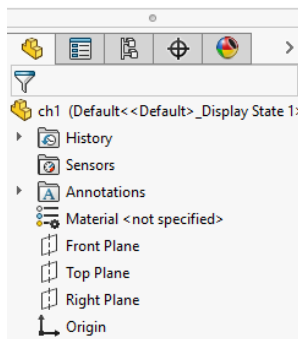 ch1 (Default<<Default>_Display State 1>
History
Sensors
Annotations
Material <not specified>
Front Plane
Top Plane
Right Plane
Origin